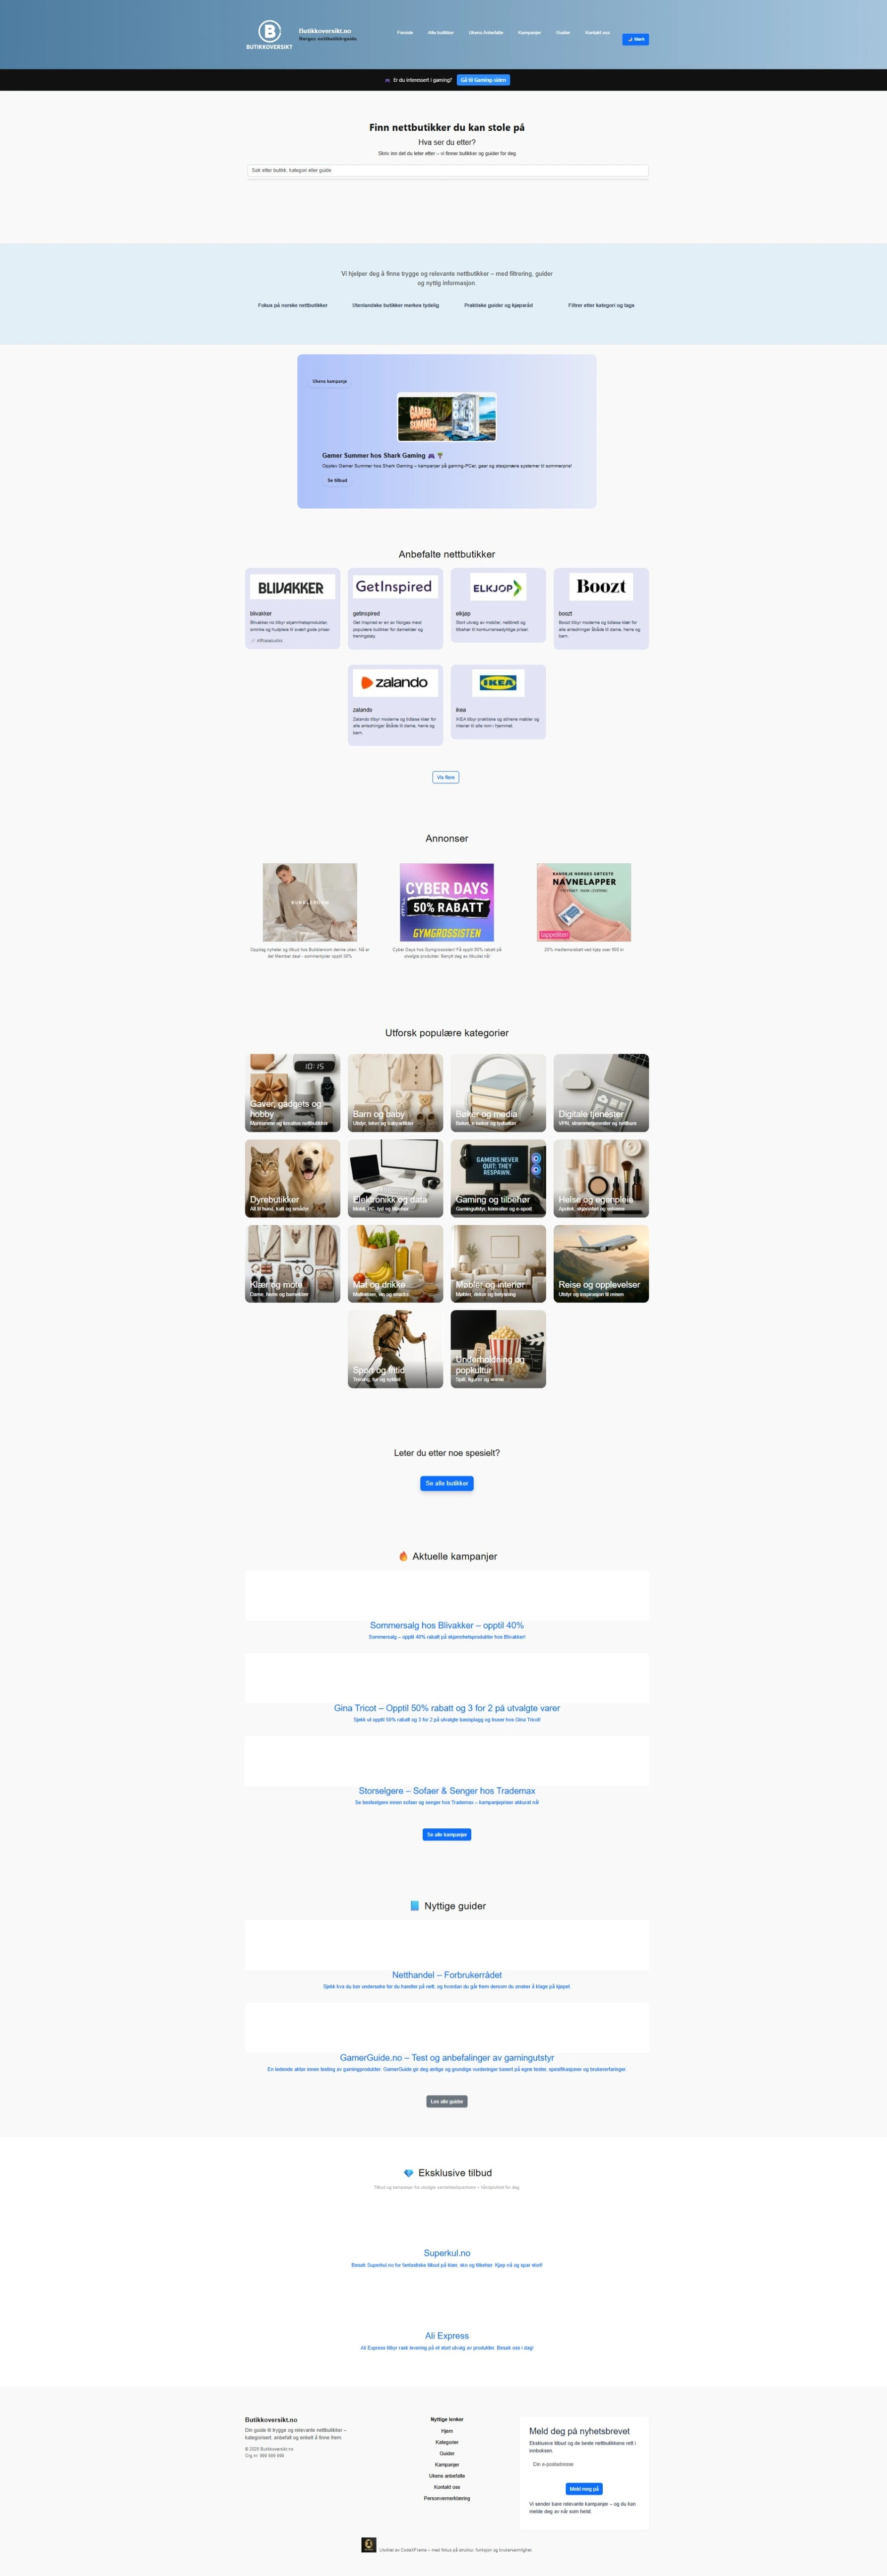 BUTIKKOVERSIKT
Butikkoversikt.no
Norges nettbutikk-guide
Forside
Alle butikker
Ukens Anbefalte
Kampanjer
Guider
Kontakt oss
Mørk
Er du interessert i gaming?
Gå til Gaming-siden
Finn nettbutikker du kan stole på
Hva ser du etter?
Skriv inn det du leter etter – vi finner butikker og guider for deg
Søk etter butikk, kategori eller guide
Vi hjelper deg å finne trygge og relevante nettbutikker – med filtrering, guider
og nyttig informasjon.
Fokus på norske nettbutikker
Utenlandske butikker merkes tydelig
Praktiske guider og kjøpsråd
Filtrer etter kategori og tags
Ukens kampanje
GAMER
SUMMER
Gamer Summer hos Shark Gaming
Opplev Gamer Summer hos Shark Gaming – kampanjer på gaming-PCer, gear og stasjonære systemer til sommerpris!
Se tilbud
Anbefalte nettbutikker
BLIVAKKER
blivakker
Blivakker.no tilbyr skjønnhetsprodukter,
sminke og hudpleie til svært gode priser.
Affiliatebutikk
GetInspired
getinspired
Get Inspired er en av Norges mest
populære butikker for dameklær og
treningstøy.
ELKJØP
elkjøp
Stort utvalg av mobiler, nettbrett og
tilbehør til konkurransedyktige priser.
Boozt
boozt
Boozt tilbyr moderne og tidløse klær for
alle anledninger åbåde til dame, herre og
barn.
zalando
zalando
Zalando tilbyr moderne og tidløse klær for
alle anledninger åbåde til dame, herre og
barn.
IKEA
ikea
IKEA tilbyr praktiske og stilrene møbler og
interiør til alle rom i hjemmet.
Vis flere
Annonser
BUBBLEROOM
Oppdag nyheter og tilbud hos Bubbleroom denne uken. Nå er
det Member deal - sommerkjoler opptil 30%
CYBER DAYS
50% RABATT
GYMGROSSISTEN
Cyber Days hos Gymgrossisten! Få opptil 50% rabatt på
utvalgte produkter. Benytt deg av tilbudet nå!
KANSKJE NORGES SØTESTE
NAVNELAPPER
FRI FRAKT · RASK LEVERING
lappeliten
20% medlemsrabatt ved kjøp over 600 kr
Utforsk populære kategorier
10:15
Gaver, gadgets og
hobby
Morsomme og kreative nettbutikker
Barn og baby
Utstyr, leker og babyartikler
Bøker og media
Bøker, e-bøker og lydbøker
Digitale tjenester
VPN, strømmetjenester og nettkurs
Dyrebutikker
Alt til hund, katt og smådyr
Elektronikk og data
Mobil, PC, lyd og tilbehør
GAMERS NEVER
QUIT; THEY
RESPAWN.
Gaming og tilbehør
Gamingutstyr, konsoller og e-sport
Helse og egenpleie
Apotek, skjønnhet og velvære
Klær og mote
Dame, herre og barneklær
Mat og drikke
Matkasser, vin og snacks
Møbler og interiør
Møbler, dekor og belysning
Reise og opplevelser
Utstyr og inspirasjon til reisen
Sport og fritid
Trening, tur og sykkel
Underholdning og
popkultur
Spill, figurer og anime
Leter du etter noe spesielt?
Se alle butikker
Aktuelle kampanjer
Sommersalg hos Blivakker – opptil 40%
Sommersalg – opptil 40% rabatt på skjønnhetsprodukter hos Blivakker!
Gina Tricot – Opptil 50% rabatt og 3 for 2 på utvalgte varer
Sjekk ut opptil 50% rabatt og 3 for 2 på utvalgte basisplagg og truser hos Gina Tricot!
Storselgere – Sofaer & Senger hos Trademax
Se bestselgere innen sofaer og senger hos Trademax – kampanjepriser akkurat nå!
Se alle kampanjer
Nyttige guider
Netthandel – Forbrukerrådet
Sjekk kva du bør undersøke før du handler på nett, og hvordan du går frem dersom du ønsker å klage på kjøpet.
GamerGuide.no – Test og anbefalinger av gamingutstyr
En ledende aktør innen testing av gamingprodukter. GamerGuide gir deg ærlige og grundige vurderinger basert på egne tester, spesifikasjoner og brukererfaringer.
Les alle guider
Eksklusive tilbud
Tilbud og kampanjer fra utvalgte samarbeidspartnere – håndplukket for deg.
Superkul.no
Besøk Superkul.no for fantastiske tilbud på klær, sko og tilbehør. Kjøp nå og spar stort!
Ali Express
Ali Express tilbyr rask levering på et stort utvalg av produkter. Besøk oss i dag!
Butikkoversikt.no
Din guide til trygge og relevante nettbutikker –
kategorisert, anbefalt og enkelt å finne frem.
© 2025 Butikkoversikt.no
Org.nr: 999 999 999
Nyttige lenker
Hjem
Kategorier
Guider
Kampanjer
Ukens anbefalte
Kontakt oss
Personvernerklæring
Meld deg på nyhetsbrevet
Eksklusive tilbud og de beste nettbutikkene rett i
innboksen.
Din e-postadresse
Meld meg på
Vi sender bare relevante kampanjer – og du kan
melde deg av når som helst.
Utviklet av CodeXFrame – med fokus på struktur, funksjon og brukervennlighet.